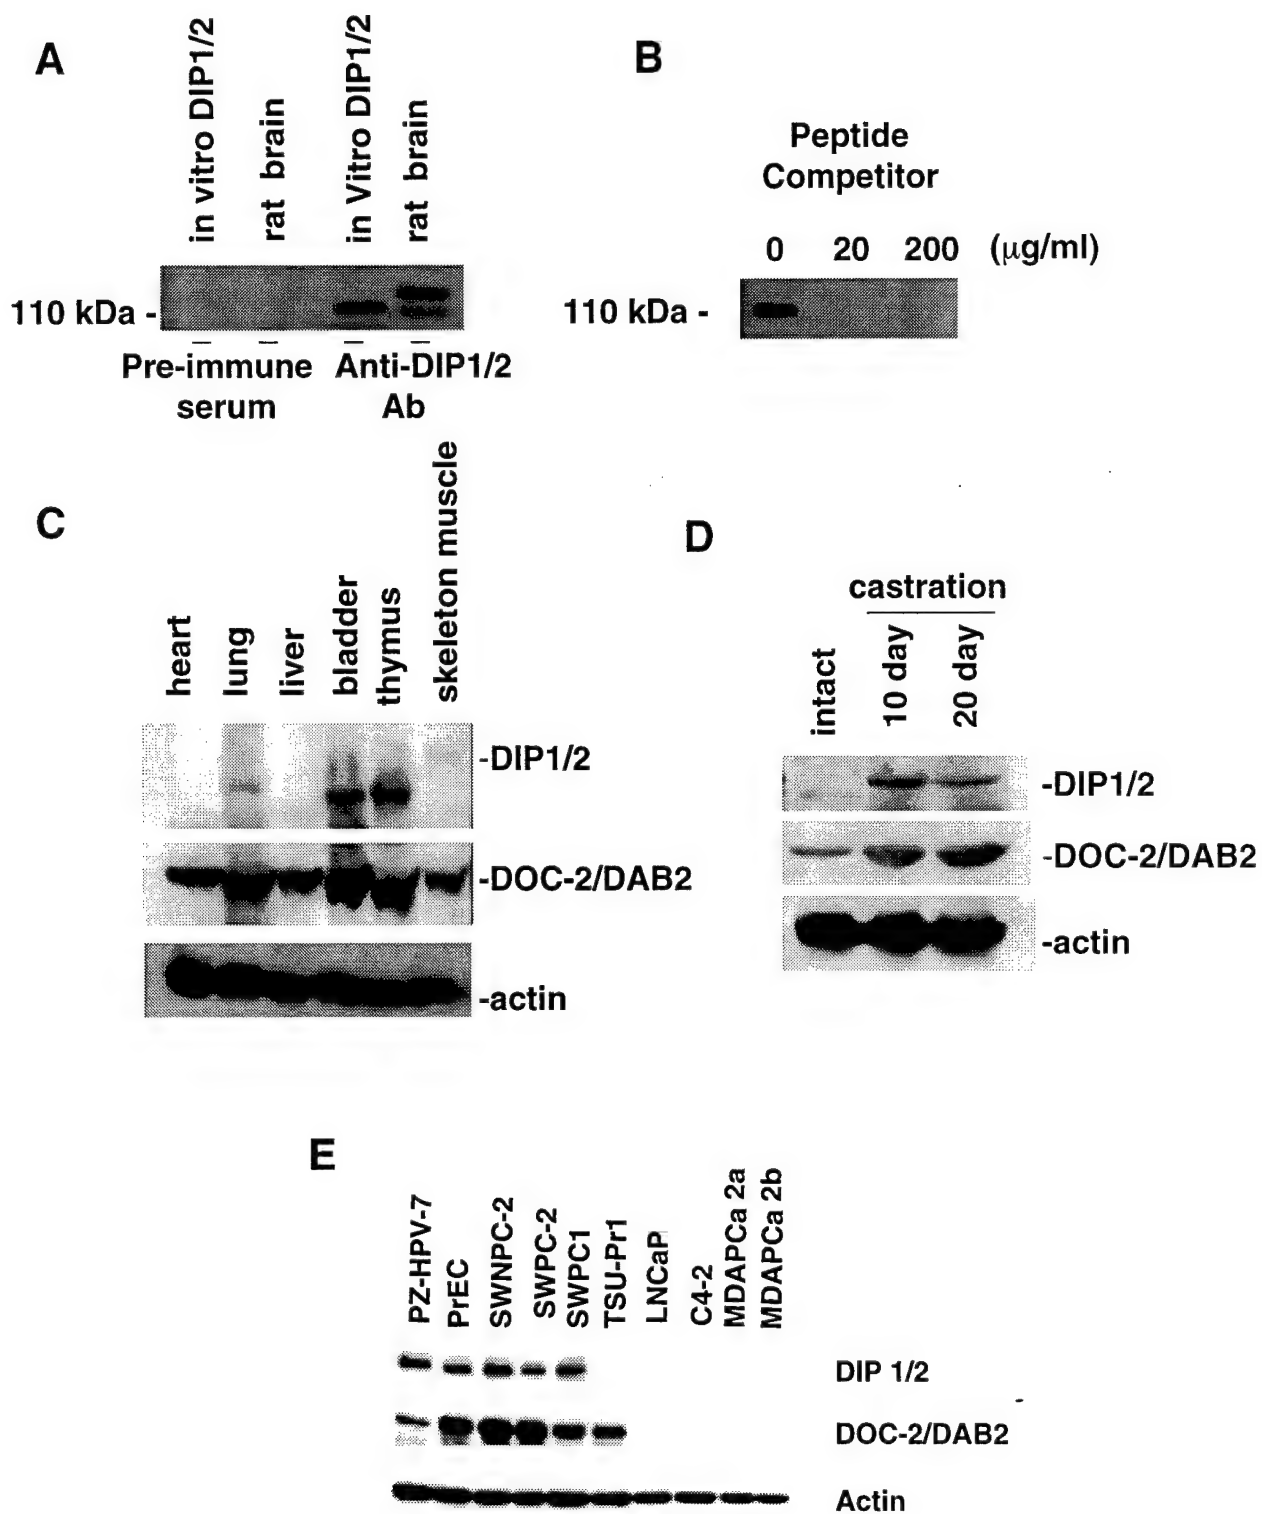 A
in vitro DIP1/2
rat brain
in Vitro DIP1/2
rat brain
110 kDa -
Pre-immune
serum
Anti-DIP1/2
Ab
B
Peptide
Competitor
0 20 200 (µg/ml)
110 kDa -
C
heart
lung
liver
bladder
thymus
skeleton muscle
-DIP1/2
-DOC-2/DAB2
-actin
D
castration
intact
10 day
20 day
-DIP1/2
-DOC-2/DAB2
-actin
E
PZ-HPV-7
PrEC
SWNPC-2
SWPC-2
SWPC1
TSU-Pr1
LNCaP
C4-2
MDAPCa 2a
MDAPCa 2b
DIP 1/2
DOC-2/DAB2
Actin